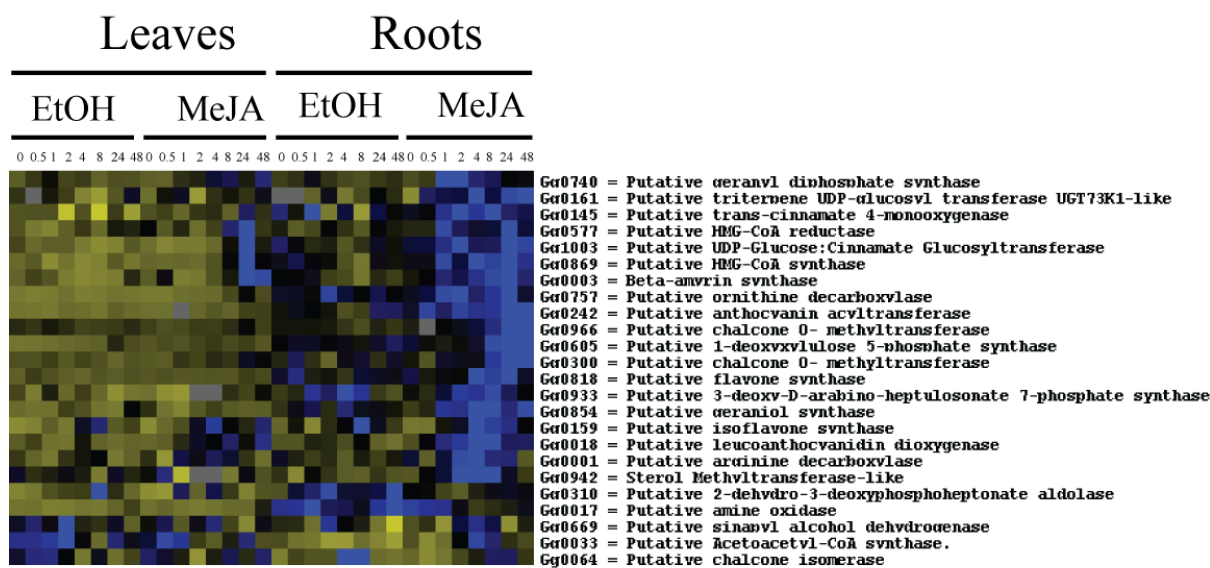 Leaves Roots
EtOH MeJA EtOH MeJA
0 0.5 1 2 4 8 24 48 0 0.5 1 2 4 8 24 48 0 0.5 1 2 4 8 24 48 0 0.5 1 2 4 8 24 48
Gg0740 = Putative geranyl diphosphate synthase
Gg0161 = Putative triterpene UDP-glucosyl transferase UGT73K1-like
Gg0145 = Putative trans-cinnamate 4-monooxygenase
Gg0577 = Putative HMG-CoA reductase
Gg1003 = Putative UDP-Glucose:Cinnamate Glucosyltransferase
Gg0869 = Putative HMG-CoA synthase
Gg0003 = Beta-amyrin synthase
Gg0757 = Putative ornithine decarboxylase
Gg0242 = Putative anthocyanin acyltransferase
Gg0966 = Putative chalcone O- methyltransferase
Gg0605 = Putative 1-deoxyxylulose 5-phosphate synthase
Gg0300 = Putative chalcone O- methyltransferase
Gg0818 = Putative flavone synthase
Gg0933 = Putative 3-deoxy-D-arabino-heptulosonate 7-phosphate synthase
Gg0854 = Putative geraniol synthase
Gg0159 = Putative isoflavone synthase
Gg0018 = Putative leucoanthocyanidin dioxygenase
Gg0001 = Putative arginine decarboxylase
Gg0942 = Sterol Methyltransferase-like
Gg0310 = Putative 2-dehydro-3-deoxyphosphoheptonate aldolase
Gg0017 = Putative amine oxidase
Gg0669 = Putative sinapyl alcohol dehydrogenase
Gg0033 = Putative Acetoacetyl-CoA synthase.
Gg0064 = Putative chalcone isomerase